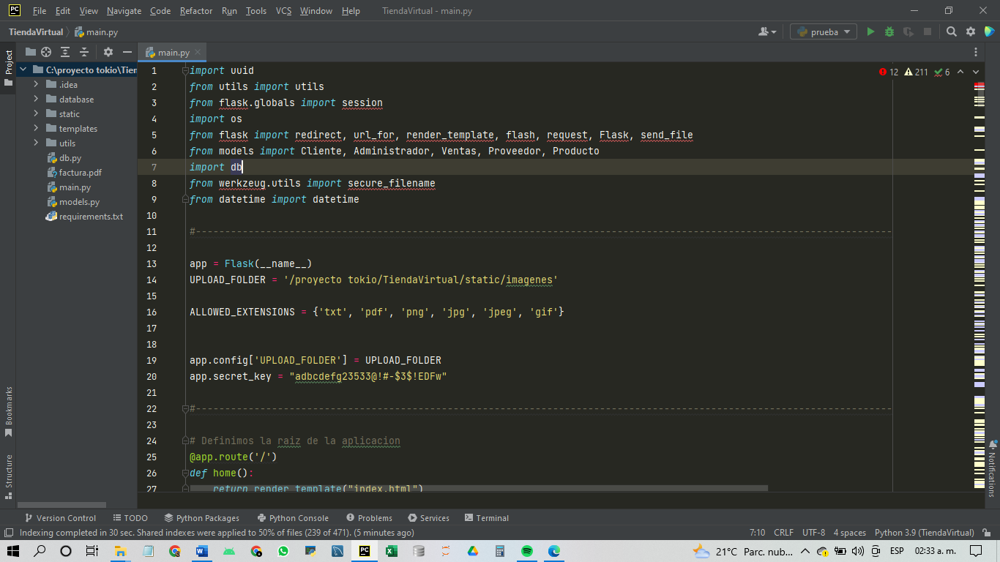 File Edit View Navigate Code Refactor Run Tools VCS Window Help TiendaVirtual - main.py
TiendaVirtual main.py prueba
Project
main.py
C:\proyecto tokio\Tien
.idea
database
static
templates
utils
db.py
factura.pdf
main.py
models.py
requirements.txt
12 211 6
1 import uuid
2 from utils import utils
3 from flask.globals import session
4 import os
5 from flask import redirect, url_for, render_template, flash, request, Flask, send_file
6 from models import Cliente, Administrador, Ventas, Proveedor, Producto
7 import db
8 from werkzeug.utils import secure_filename
9 from datetime import datetime
10
11 #-----------------------------------------------------------------------------------------------------------------------
12
13 app = Flask(__name__)
14 UPLOAD_FOLDER = '/proyecto tokio/TiendaVirtual/static/imagenes'
15
16 ALLOWED_EXTENSIONS = {'txt', 'pdf', 'png', 'jpg', 'jpeg', 'gif'}
17
18
19 app.config['UPLOAD_FOLDER'] = UPLOAD_FOLDER
20 app.secret_key = "adbcdefg23533@!#-$3$!EDFw"
21
22 #-----------------------------------------------------------------------------------------------------------------------
23
24 # Definimos la raiz de la aplicacion
25 @app.route('/')
26 def home():
27 return render_template("index.html")
Bookmarks
Structure
Notifications
Version Control TODO Python Packages Python Console Problems Services Terminal
Indexing completed in 30 sec. Shared indexes were applied to 50% of files (239 of 471). (5 minutes ago) 7:10 CRLF UTF-8 4 spaces Python 3.9 (TiendaVirtual)
21°C Parc. nub... ESP 02:33 a. m.